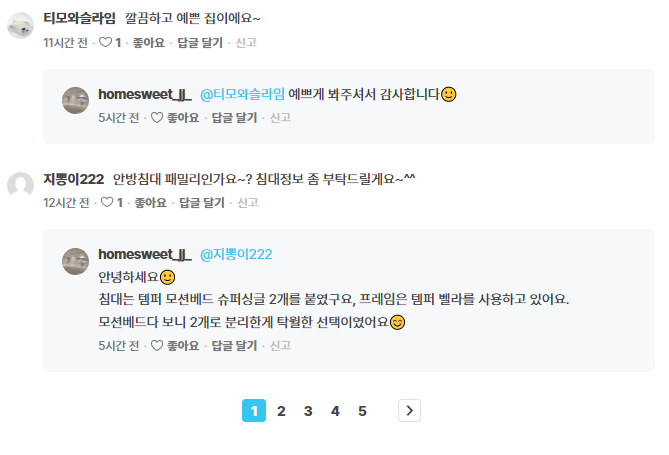 티모와슬라임 깔끔하고 예쁜 집이에요~
11시간 전 · ♡ 1 · 좋아요 · 답글 달기 · 신고
homesweet_jj_ @티모와슬라임 예쁘게 봐주셔서 감사합니다🙂
5시간 전 · ♡ 좋아요 · 답글 달기 · 신고
지뽕이222 안방침대 패밀리인가요~? 침대정보 좀 부탁드릴게요~^^
12시간 전 · ♡ 1 · 좋아요 · 답글 달기 · 신고
homesweet_jj_ @지뽕이222
안녕하세요🙂
침대는 템퍼 모션베드 슈퍼싱글 2개를 붙였구요, 프레임은 템퍼 벨라를 사용하고 있어요.
모션베드다 보니 2개로 분리한게 탁월한 선택이였어요😊
5시간 전 · ♡ 좋아요 · 답글 달기 · 신고
1 2 3 4 5 >